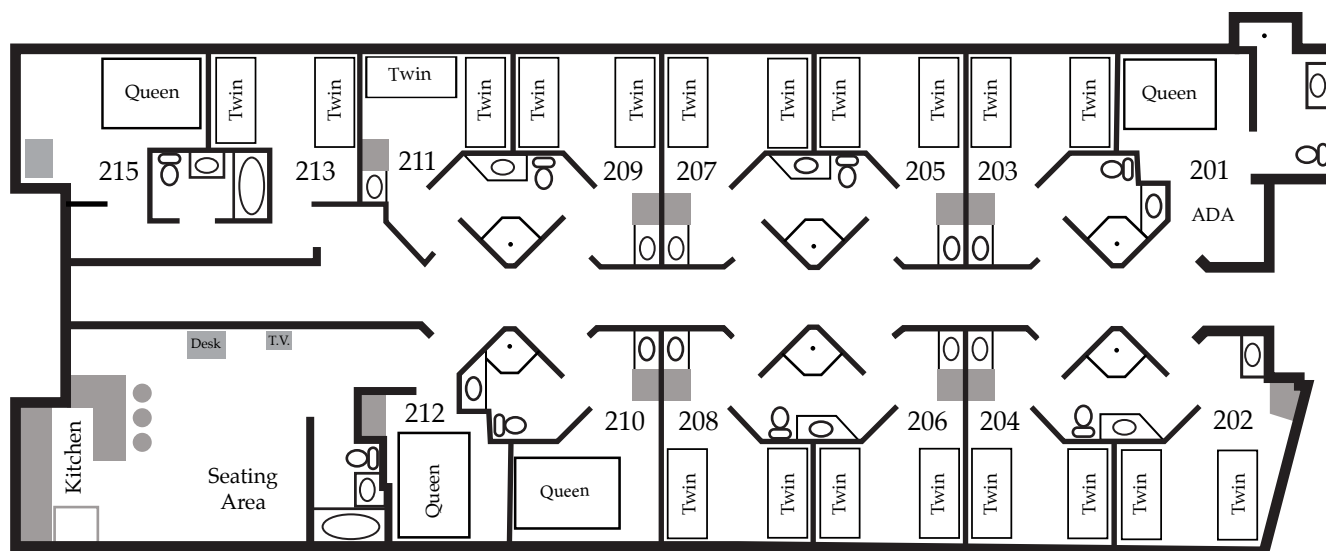 Queen
Twin
Twin
Twin
Twin
Twin
Twin
Twin
Twin
Twin
Twin
Twin
Twin
Queen
215
213
211
209
207
205
203
201
ADA
Desk
T.V.
212
210
208
206
204
202
Kitchen
Seating
Area
Queen
Queen
Twin
Twin
Twin
Twin
Twin
Twin
Twin
Twin